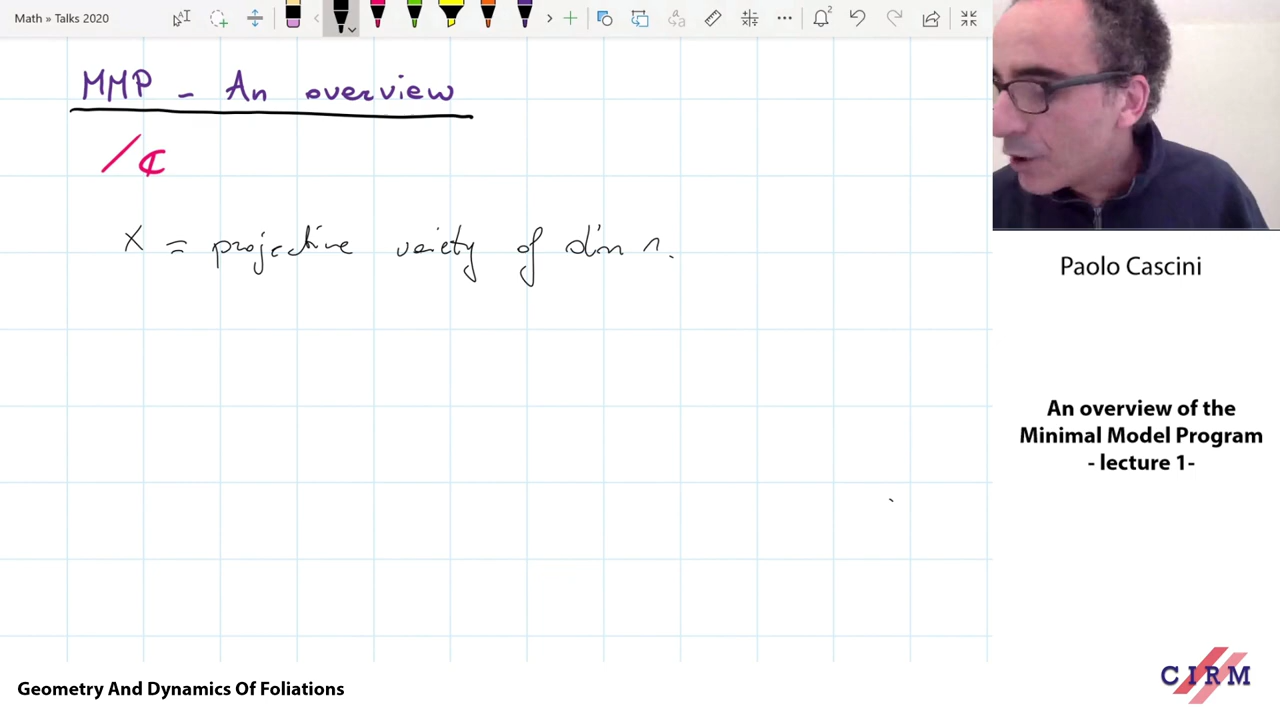 Math » Talks 2020
MMP - An overview
/ℂ
X = projective variety of dim n.
Paolo Cascini
An overview of the
Minimal Model Program
- lecture 1-
Geometry And Dynamics Of Foliations
CIRM